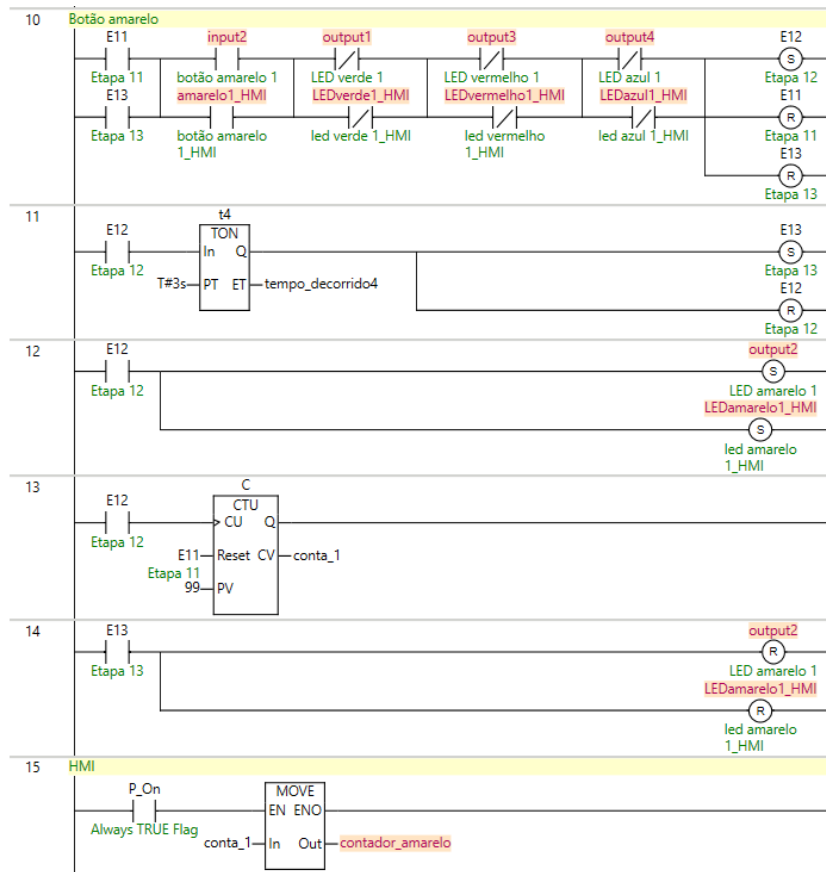 10 Botão amarelo
E11 input2 output1 output3 output4 E12
S
Etapa 11 botão amarelo 1 LED verde 1 LED vermelho 1 LED azul 1 Etapa 12
E13 amarelo1_HMI LEDverde1_HMI LEDvermelho1_HMI LEDazul1_HMI E11
R
Etapa 13 botão amarelo led verde 1_HMI led vermelho led azul 1_HMI Etapa 11
1_HMI 1_HMI E13
R
Etapa 13
11 t4
E12 TON E13
In Q S
Etapa 12 Etapa 13
T#3s PT ET tempo_decorrido4 E12
R
Etapa 12
12 E12 output2
S
Etapa 12 LED amarelo 1
LEDamarelo1_HMI
S
led amarelo
1_HMI
13 C
E12 CTU
CU Q
Etapa 12
E11 Reset CV conta_1
Etapa 11
99 PV
14 E13 output2
R
Etapa 13 LED amarelo 1
LEDamarelo1_HMI
R
led amarelo
1_HMI
15 HMI
P_On MOVE
EN ENO
Always TRUE Flag
conta_1 In Out contador_amarelo